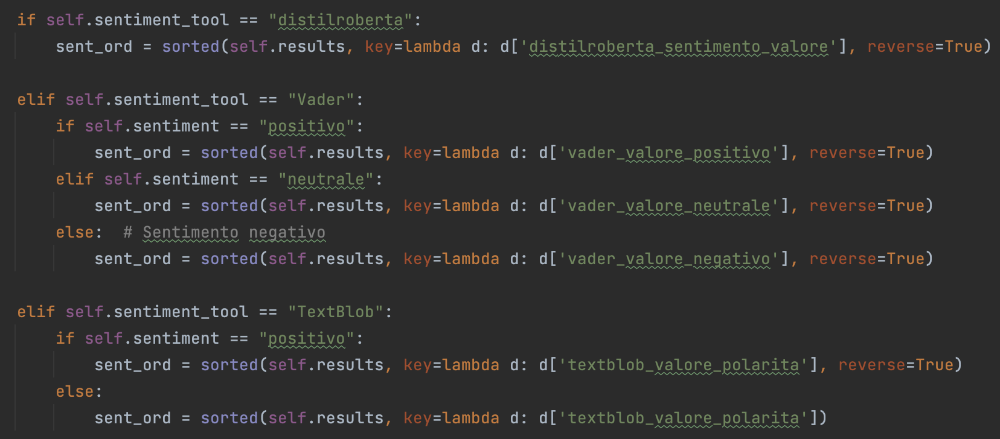 if self.sentiment_tool == "distilroberta":
    sent_ord = sorted(self.results, key=lambda d: d['distilroberta_sentimento_valore'], reverse=True)

elif self.sentiment_tool == "Vader":
    if self.sentiment == "positivo":
        sent_ord = sorted(self.results, key=lambda d: d['vader_valore_positivo'], reverse=True)
    elif self.sentiment == "neutrale":
        sent_ord = sorted(self.results, key=lambda d: d['vader_valore_neutrale'], reverse=True)
    else:  # Sentimento negativo
        sent_ord = sorted(self.results, key=lambda d: d['vader_valore_negativo'], reverse=True)

elif self.sentiment_tool == "TextBlob":
    if self.sentiment == "positivo":
        sent_ord = sorted(self.results, key=lambda d: d['textblob_valore_polarita'], reverse=True)
    else:
        sent_ord = sorted(self.results, key=lambda d: d['textblob_valore_polarita'])